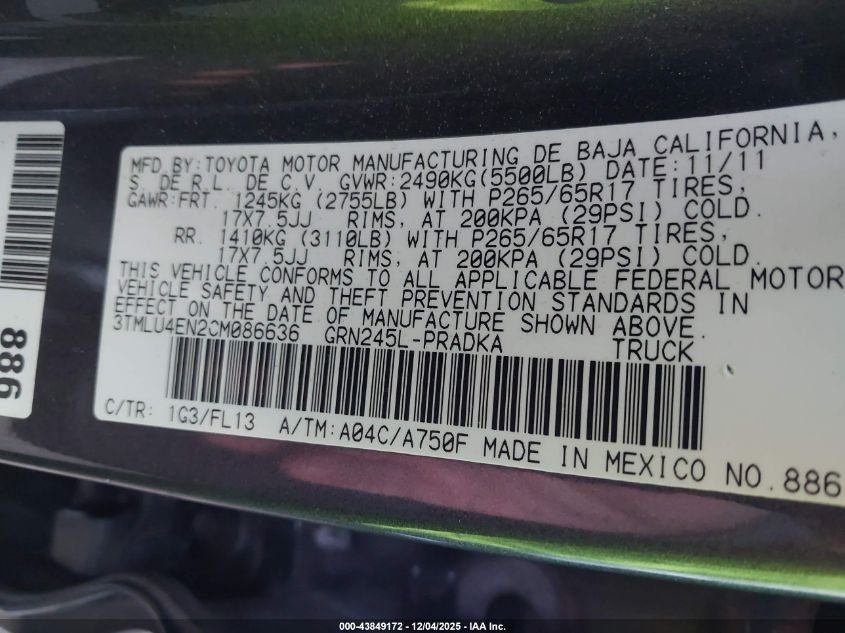 MFD BY:TOYOTA MOTOR MANUFACTURING DE BAJA CALIFORNIA,
S. DE R.L. DE C.V. GVWR:2490KG(5500LB) DATE:11/11
GAWR:FRT. 1245KG (2755LB) WITH P265/65R17 TIRES,
17X7.5JJ RIMS, AT 200KPA (29PSI) COLD.
RR. 1410KG (3110LB) WITH P265/65R17 TIRES,
17X7.5JJ RIMS, AT 200KPA (29PSI) COLD.
THIS VEHICLE CONFORMS TO ALL APPLICABLE FEDERAL MOTOR
VEHICLE SAFETY AND THEFT PREVENTION STANDARDS IN
EFFECT ON THE DATE OF MANUFACTURE SHOWN ABOVE.
3TMLU4EN2CM086636 GRN245L-PRADKA TRUCK
C/TR: 1G3/FL13 A/TM:A04C/A750F MADE IN MEXICO NO.886
886
000-43849172 - 12/04/2025 - IAA Inc.